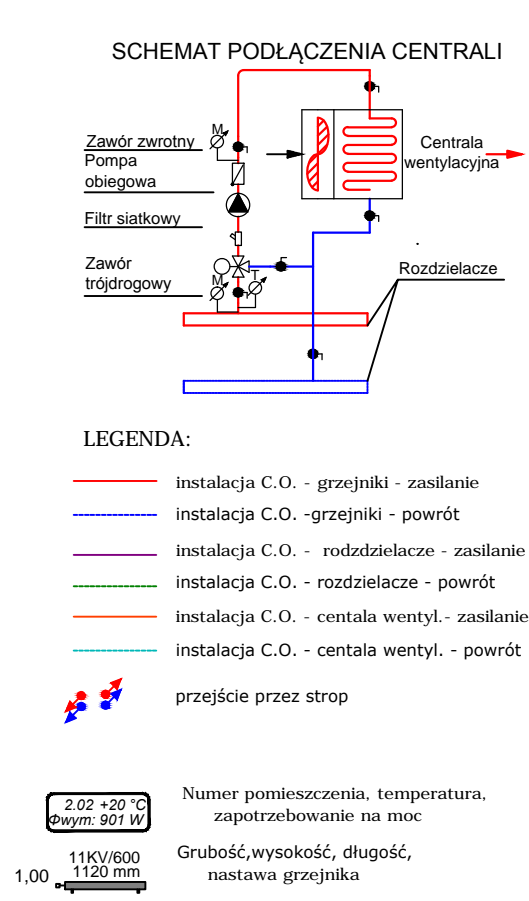 SCHEMAT PODŁĄCZENIA CENTRALI
M
Zawór zwrotny
Pompa
obiegowa
Filtr siatkowy
Zawór
trójdrogowy
M
T
Centrala
wentylacyjna
Rozdzielacze
LEGENDA:
instalacja C.O. - grzejniki - zasilanie
instalacja C.O. -grzejniki - powrót
instalacja C.O. - rodzdzielacze - zasilanie
instalacja C.O. - rozdzielacze - powrót
instalacja C.O. - centala wentyl.- zasilanie
instalacja C.O. - centala wentyl. - powrót
przejście przez strop
2.02 +20 °C
Φwym: 901 W
Numer pomieszczenia, temperatura,
zapotrzebowanie na moc
11KV/600
1,00 1120 mm
Grubość,wysokość, długość,
nastawa grzejnika